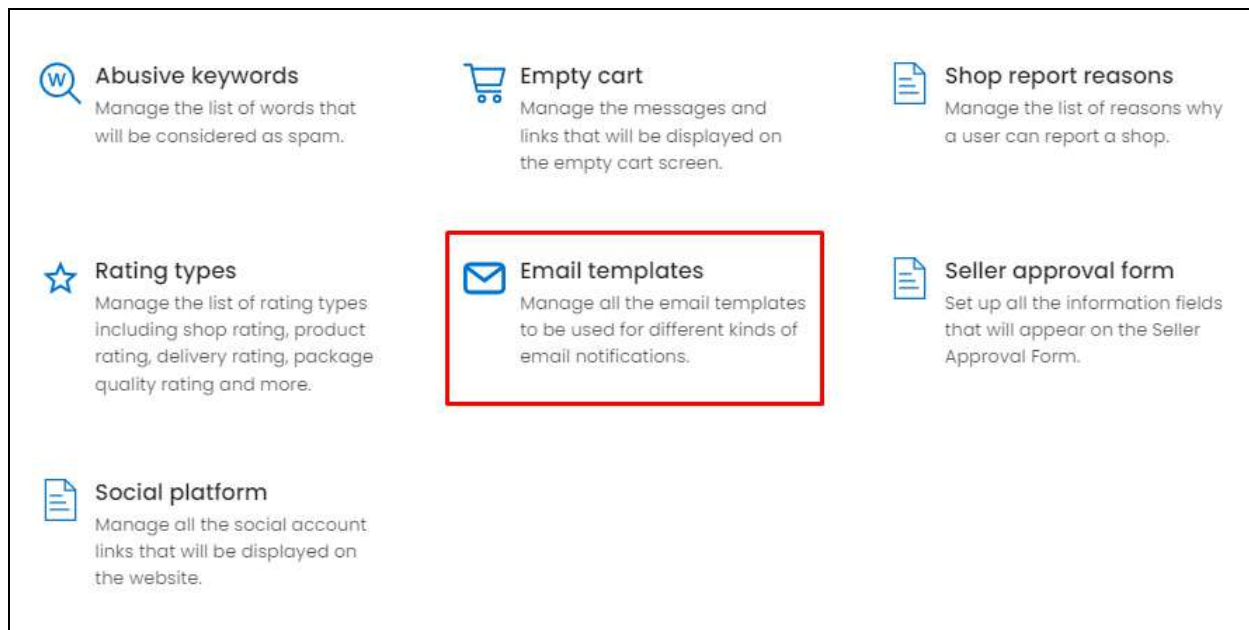 W
Abusive keywords
Manage the list of words that
will be considered as spam.
Empty cart
Manage the messages and
links that will be displayed on
the empty cart screen.
Shop report reasons
Manage the list of reasons why
a user can report a shop.
Rating types
Manage the list of rating types
including shop rating, product
rating, delivery rating, package
quality rating and more.
Email templates
Manage all the email templates
to be used for different kinds of
email notifications.
Seller approval form
Set up all the information fields
that will appear on the Seller
Approval Form.
Social platform
Manage all the social account
links that will be displayed on
the website.